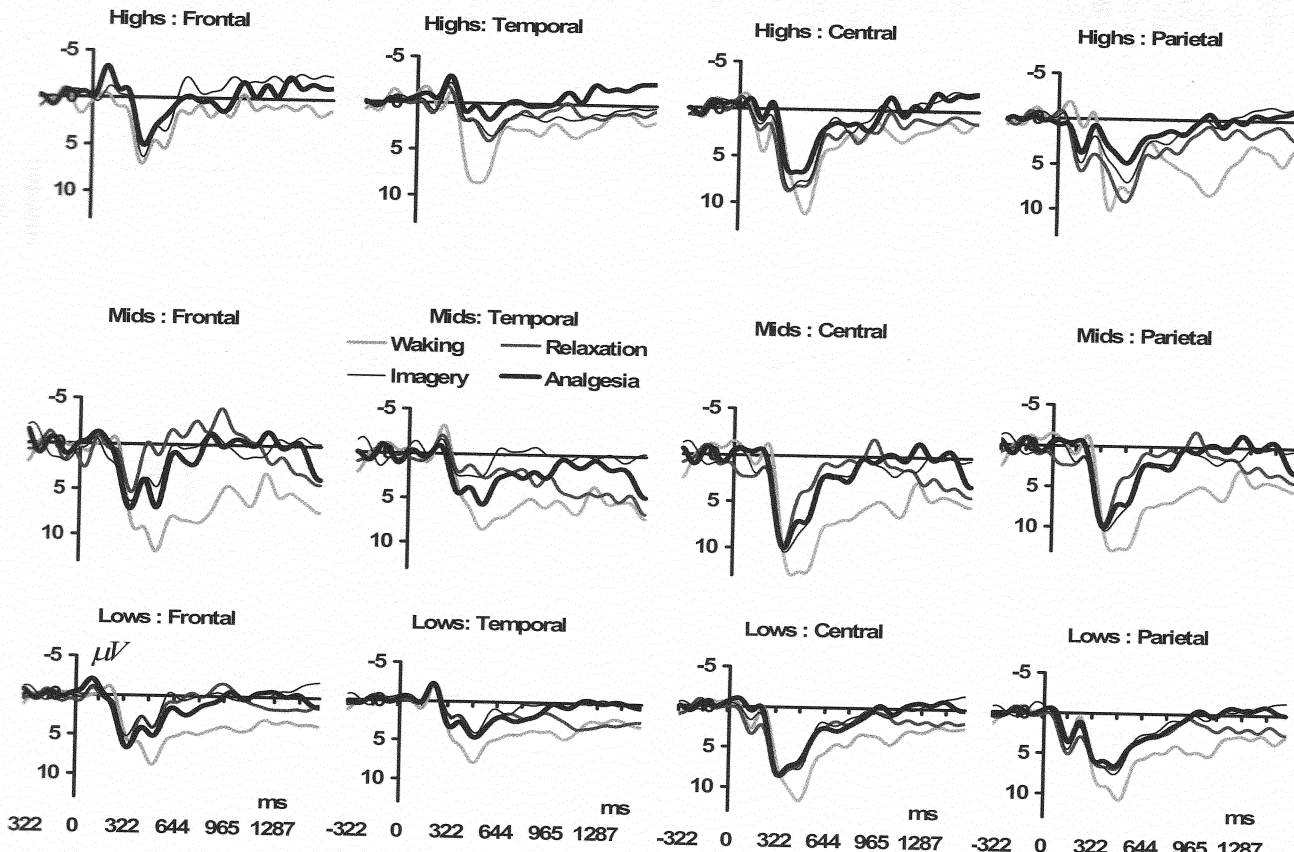 Highs : Frontal
Highs: Temporal
Highs : Central
Highs : Parietal
-5
0
5
10
-5
0
5
10
-5
0
5
10
-5
0
5
10
Mids : Frontal
Mids: Temporal
Mids : Central
Mids : Parietal
Waking
Relaxation
Imagery
Analgesia
-5
5
10
-5
5
10
-5
5
10
-5
5
10
Lows : Frontal
Lows: Temporal
Lows : Central
Lows : Parietal
μV
-5
5
10
-5
5
10
-5
5
10
-5
5
10
ms
ms
ms
ms
322 0 322 644 965 1287
-322 0 322 644 965 1287
-322 0 322 644 965 1287
-322 0 322 644 965 1287